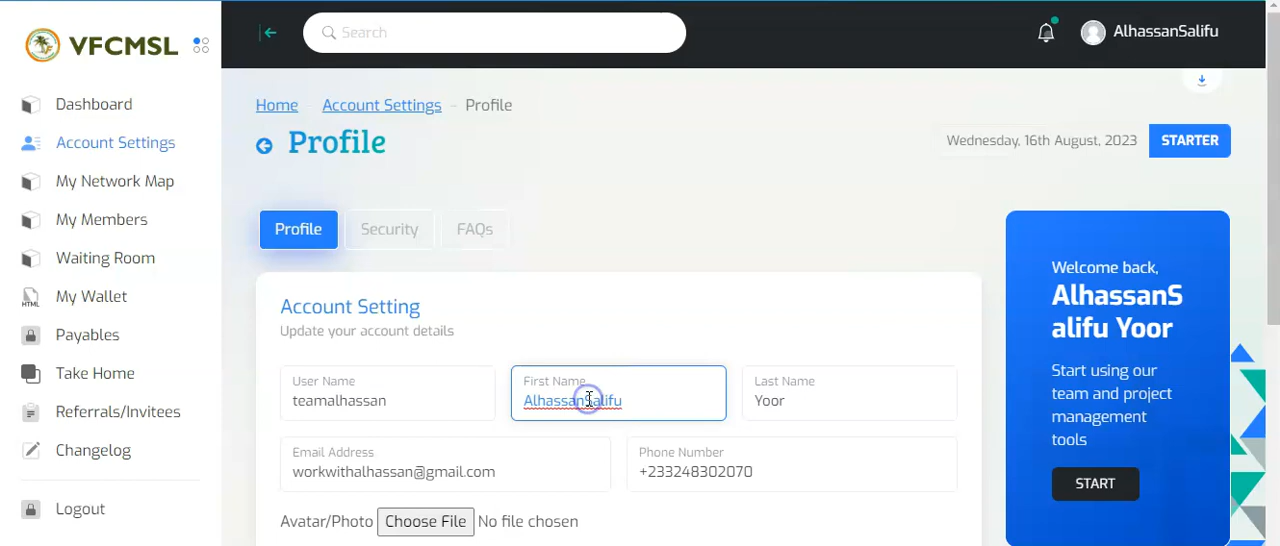 VFCMSL
Search
AlhassanSalifu
Dashboard
Account Settings
My Network Map
My Members
Waiting Room
My Wallet
Payables
Take Home
Referrals/Invitees
Changelog
Logout
Home - Account Settings - Profile
Profile
Wednesday, 16th August, 2023
STARTER
Profile
Security
FAQs
Account Setting
Update your account details
User Name
teamalhassan
First Name
AlhassanSalifu
Last Name
Yoor
Email Address
workwithalhassan@gmail.com
Phone Number
+233248302070
Avatar/Photo Choose File No file chosen
Welcome back,
AlhassanS
alifu Yoor
Start using our
team and project
management
tools
START